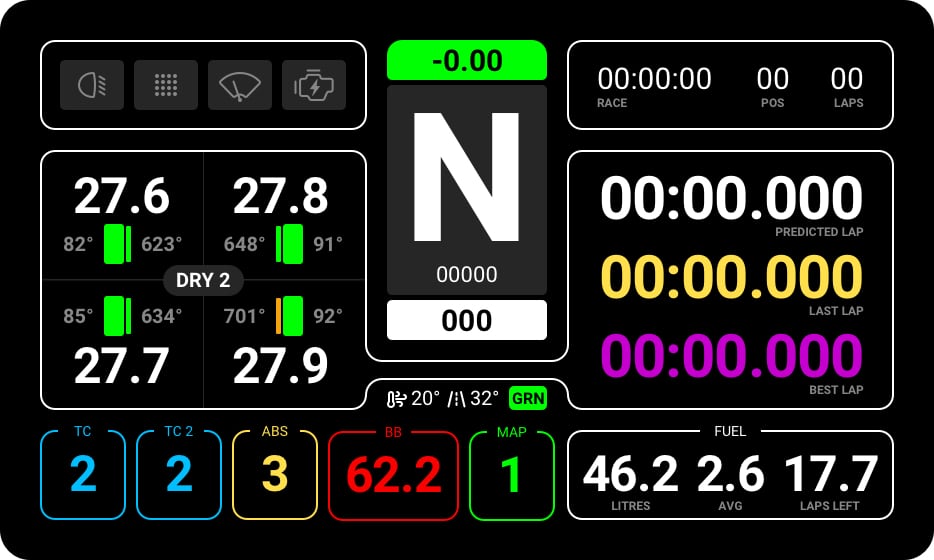 -0.00
N
00000
000
00:00:00 00 00
RACE POS LAPS
27.6 27.8
82° 623° 648° 91°
DRY 2
85° 634° 701° 92°
27.7 27.9
00:00.000
PREDICTED LAP
00:00.000
LAST LAP
00:00.000
BEST LAP
20° 32° GRN
TC TC 2 ABS BB MAP
2 2 3 62.2 1
FUEL
46.2 2.6 17.7
LITRES AVG LAPS LEFT